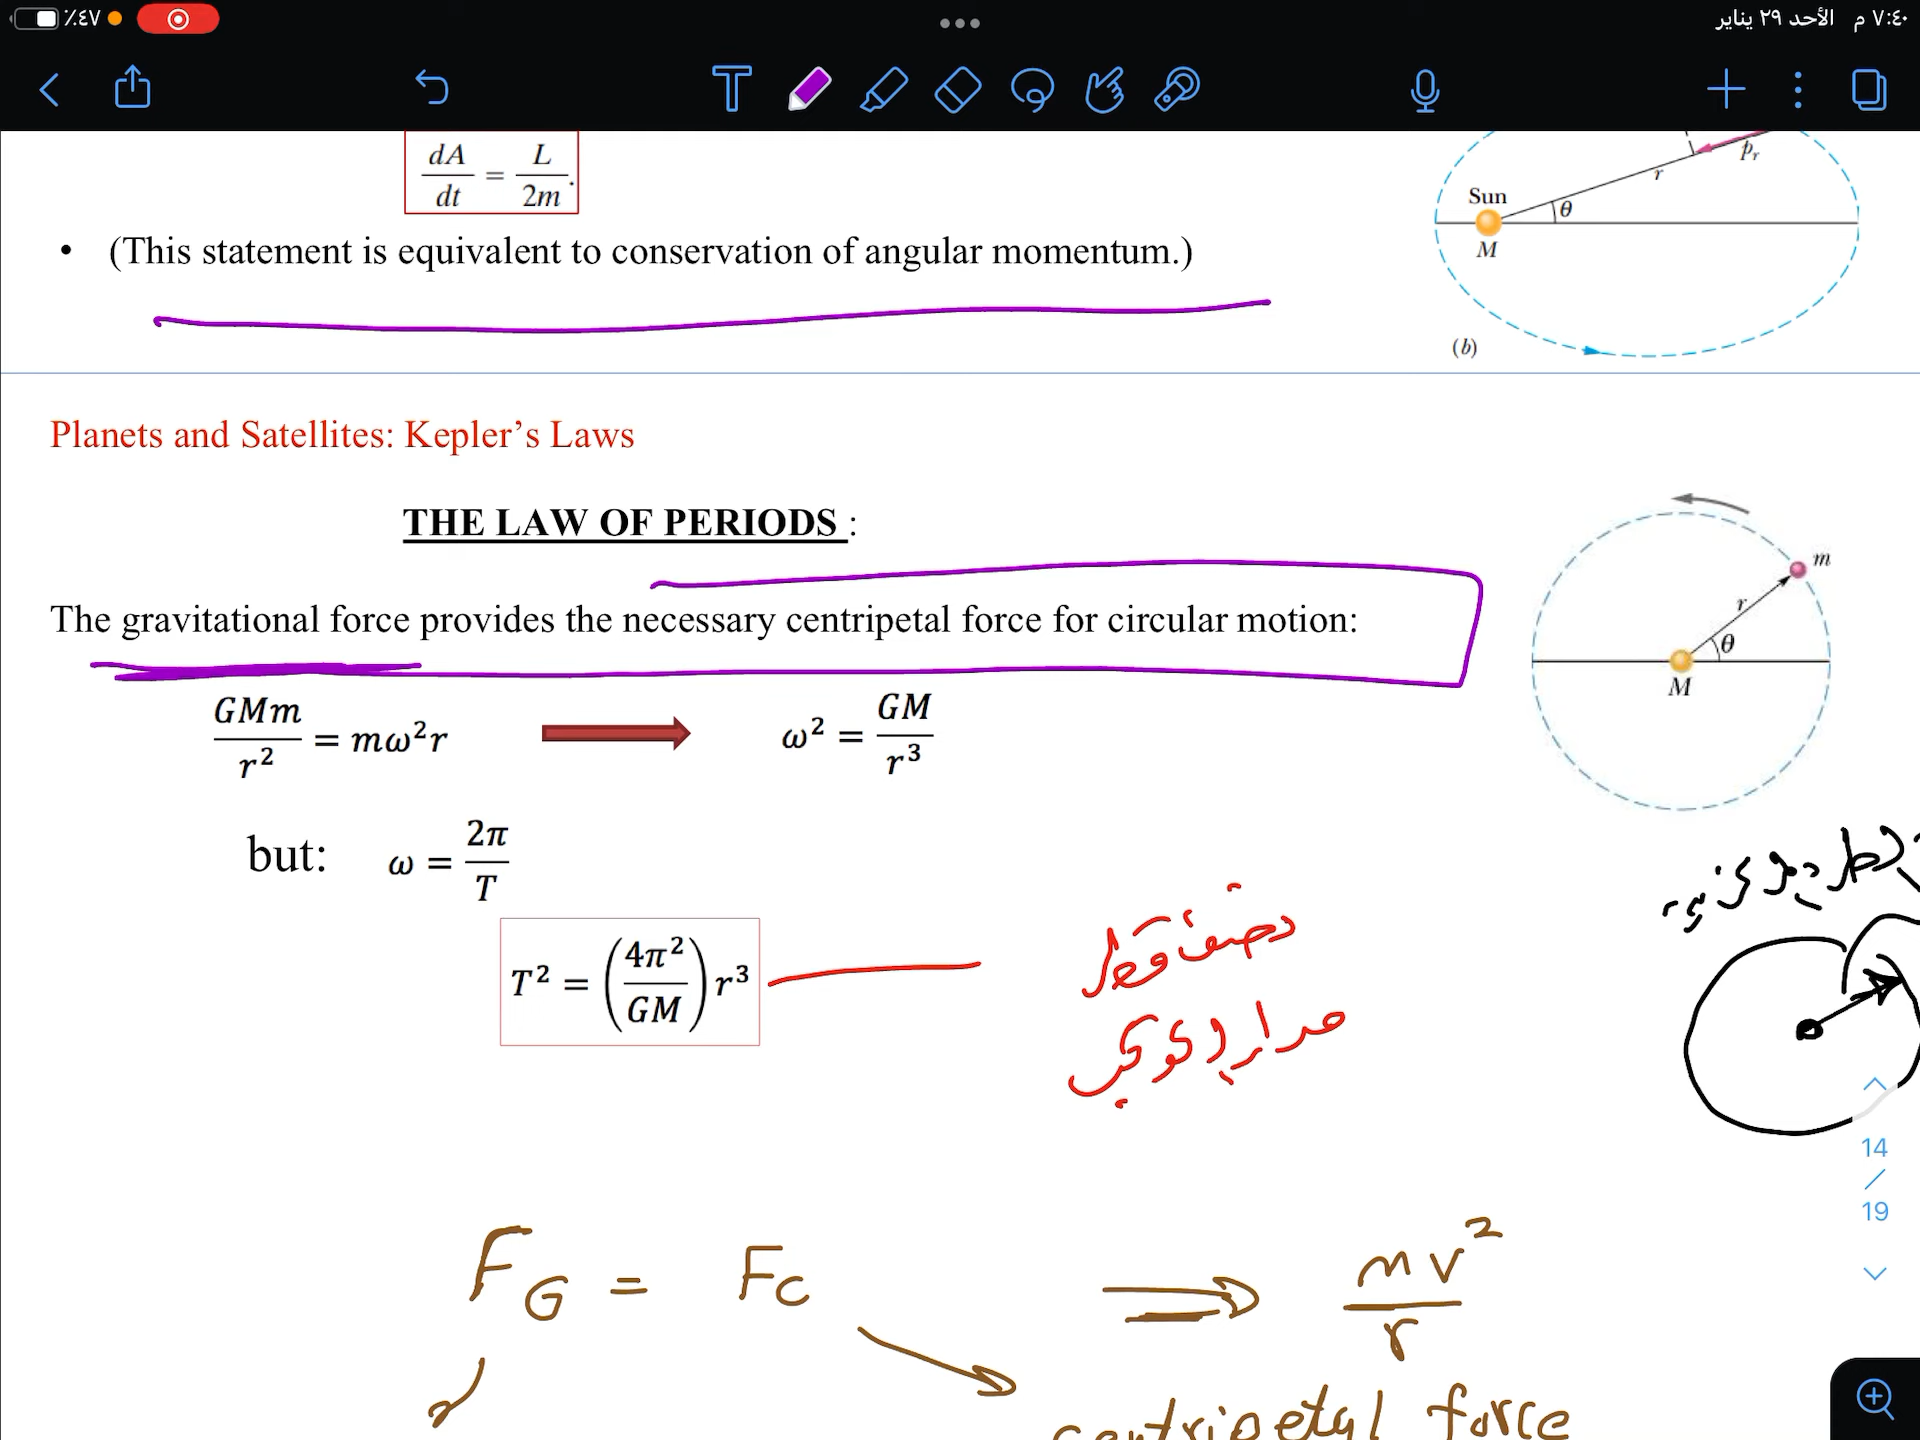 ٪٤٧
٧:٤٠ م الأحد ٢٩ يناير
dA/dt = L/2m.
• (This statement is equivalent to conservation of angular momentum.)
p_r
r
Sun
θ
M
(b)
Planets and Satellites: Kepler's Laws
THE LAW OF PERIODS :
The gravitational force provides the necessary centripetal force for circular motion:
m
r
θ
M
GMm/r² = mω²r
ω² = GM/r³
but: ω = 2π/T
T² = (4π²/GM) r³
نصف قطر
مدار الكوكب
F_G = F_C ⇒ mv²/r
centripetal force
14
/
19